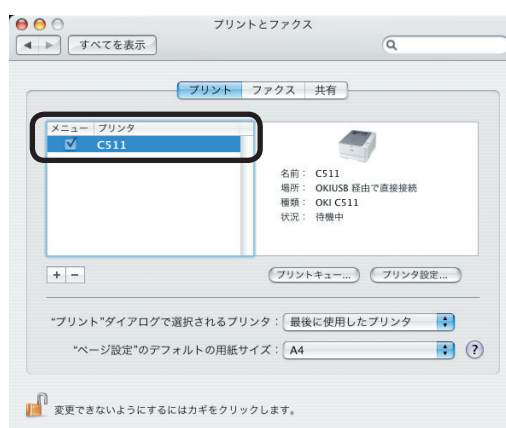 プリントとファクス
すべてを表示
プリント ファクス 共有
メニュー プリンタ
C511
名前： C511
場所： OKIUSB 経由で直接接続
種類： OKI C511
状況： 待機中
+ −
プリントキュー... プリンタ設定...
“プリント”ダイアログで選択されるプリンタ： 最後に使用したプリンタ
“ページ設定”のデフォルトの用紙サイズ： A4 ?
変更できないようにするにはカギをクリックします。